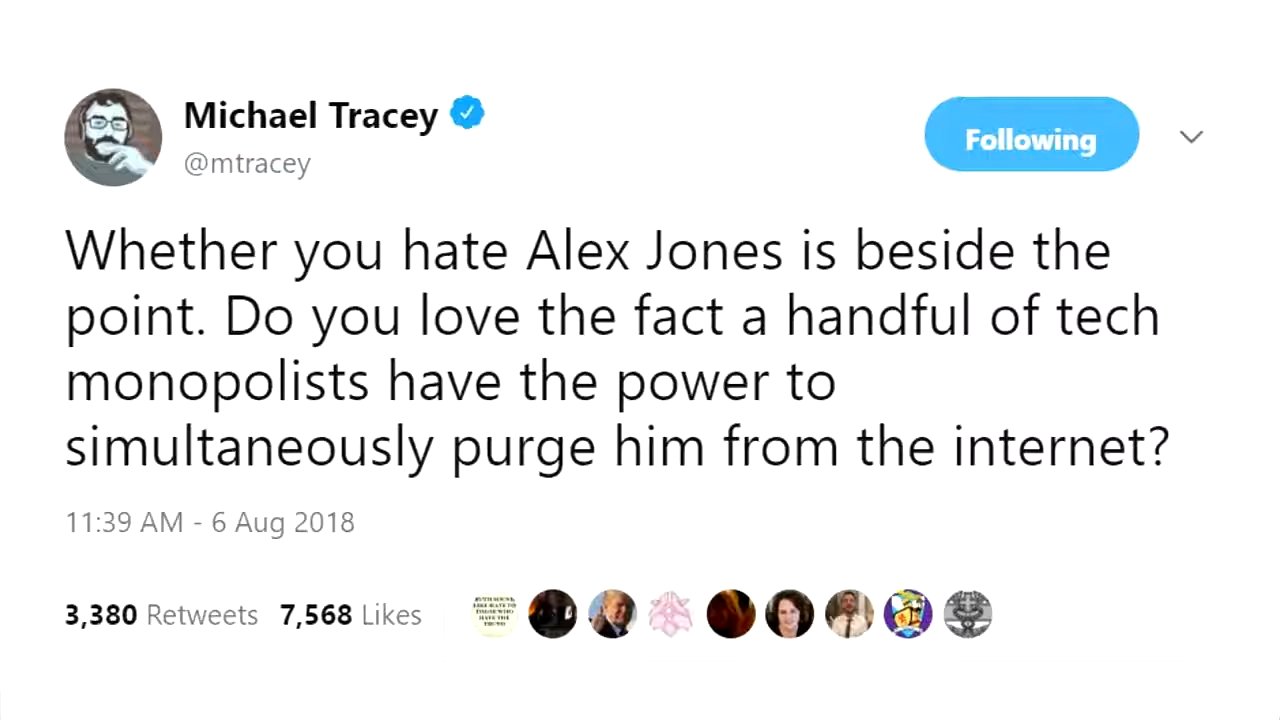 Michael Tracey
@mtracey
Following
Whether you hate Alex Jones is beside the
point. Do you love the fact a handful of tech
monopolists have the power to
simultaneously purge him from the internet?
11:39 AM - 6 Aug 2018
3,380 Retweets 7,568 Likes